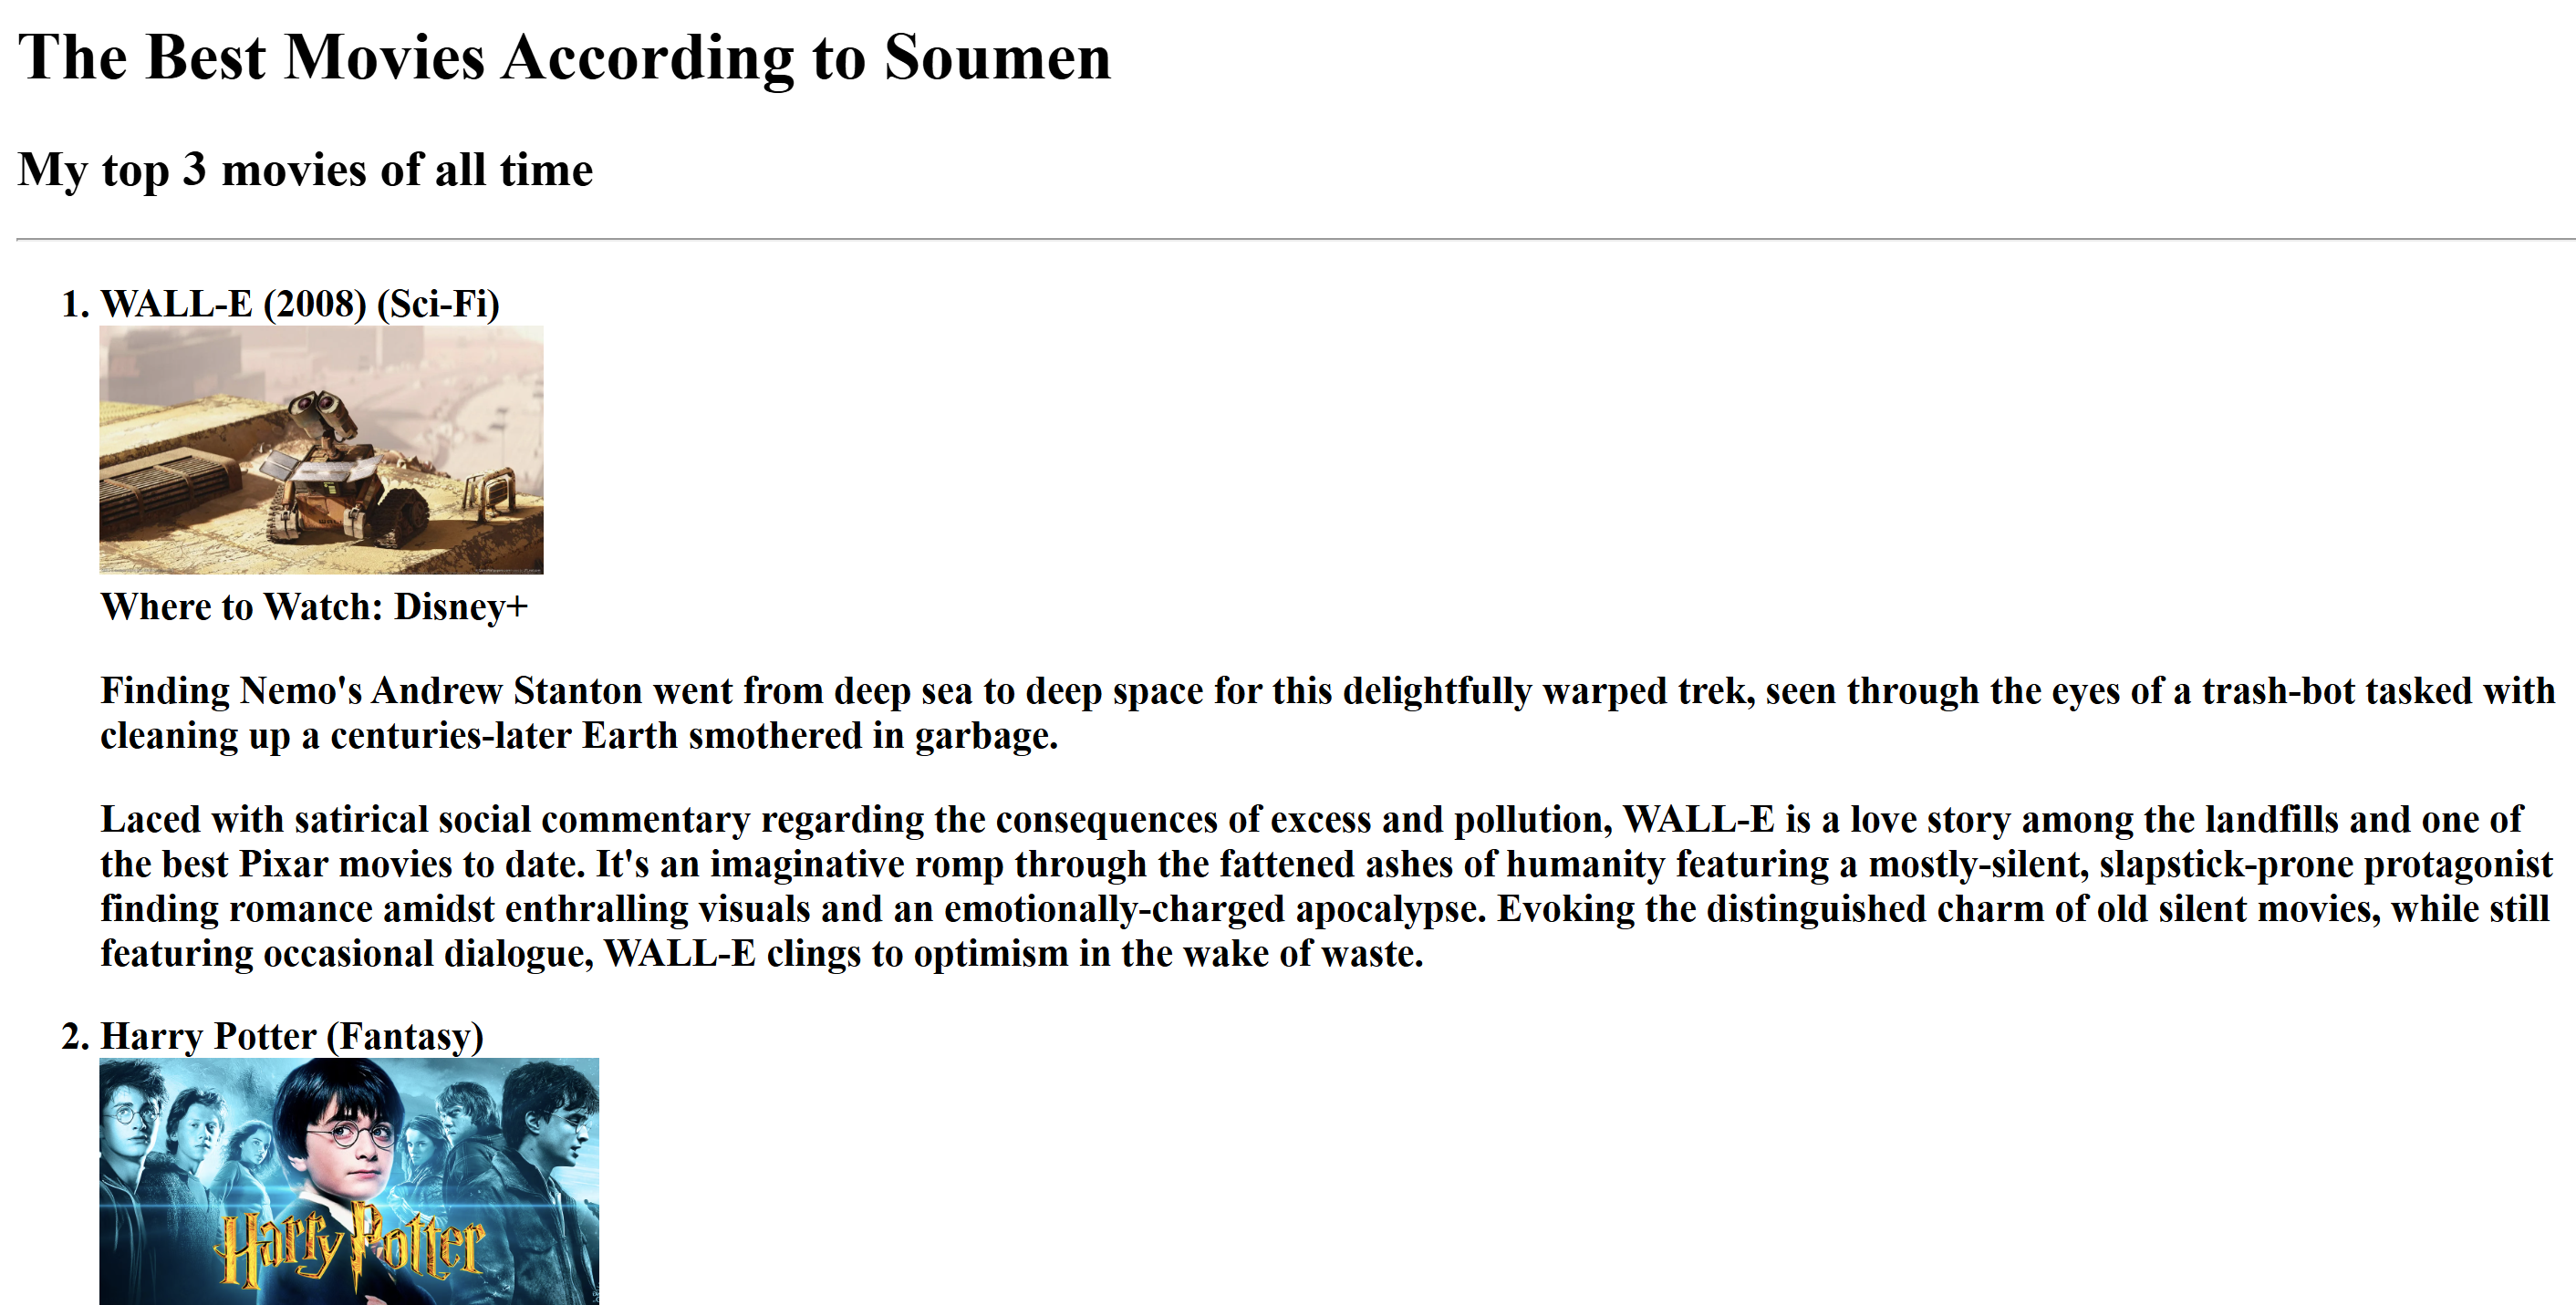 The Best Movies According to Soumen
My top 3 movies of all time
1. WALL-E (2008) (Sci-Fi)
Where to Watch: Disney+
Finding Nemo's Andrew Stanton went from deep sea to deep space for this delightfully warped trek, seen through the eyes of a trash-bot tasked with
cleaning up a centuries-later Earth smothered in garbage.
Laced with satirical social commentary regarding the consequences of excess and pollution, WALL-E is a love story among the landfills and one of
the best Pixar movies to date. It's an imaginative romp through the fattened ashes of humanity featuring a mostly-silent, slapstick-prone protagonist
finding romance amidst enthralling visuals and an emotionally-charged apocalypse. Evoking the distinguished charm of old silent movies, while still
featuring occasional dialogue, WALL-E clings to optimism in the wake of waste.
2. Harry Potter (Fantasy)
Harry Potter